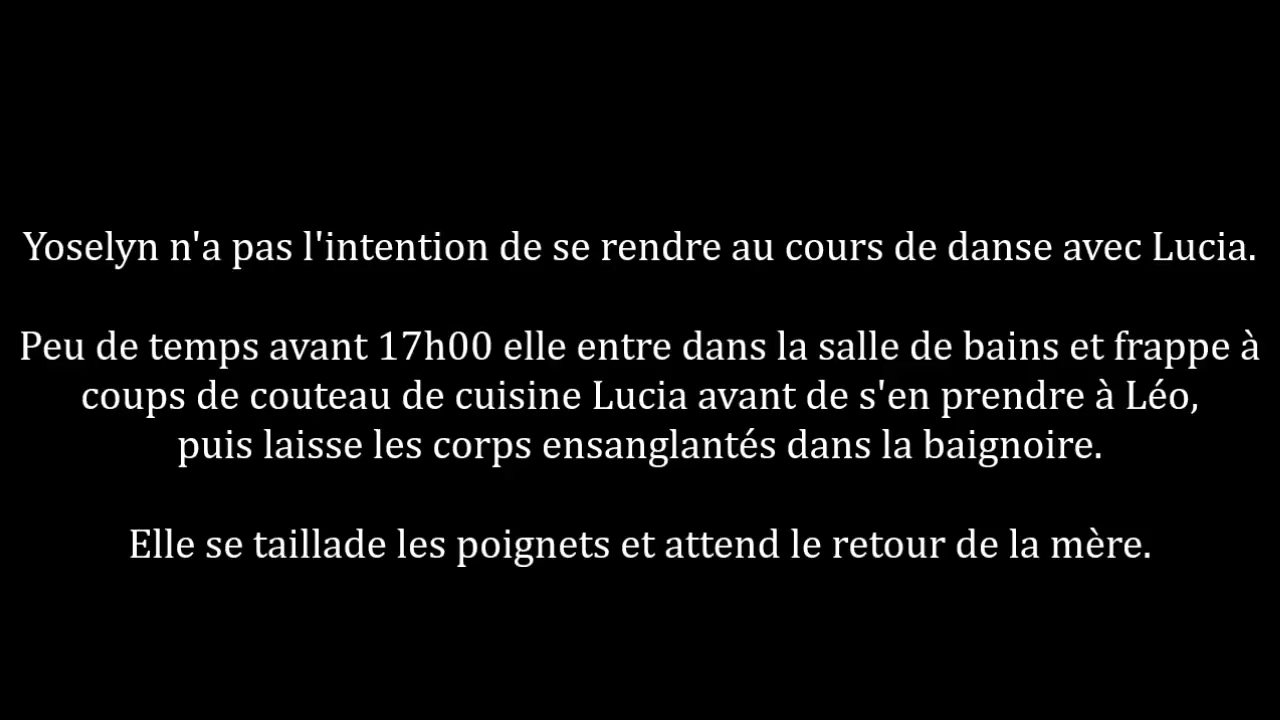 Yoselyn n'a pas l'intention de se rendre au cours de danse avec Lucia.
Peu de temps avant 17h00 elle entre dans la salle de bains et frappe à
coups de couteau de cuisine Lucia avant de s'en prendre à Léo,
puis laisse les corps ensanglantés dans la baignoire.
Elle se taillade les poignets et attend le retour de la mère.